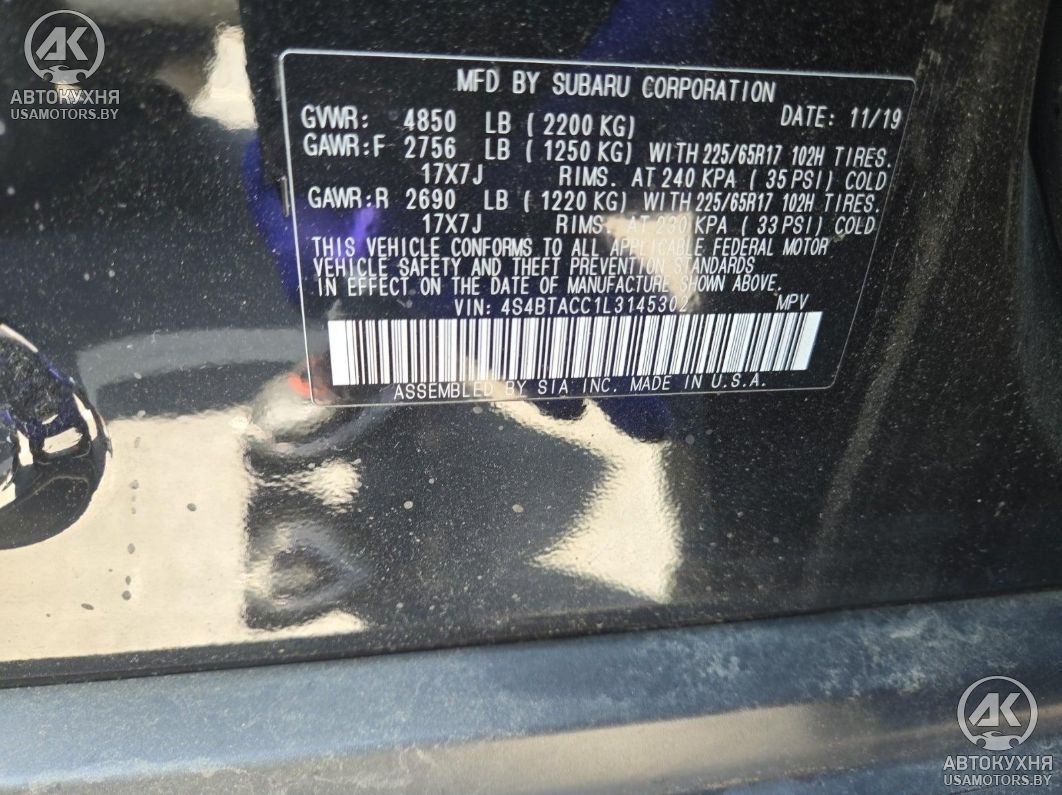 AK
АВТОКУХНЯ
USAMOTORS.BY
MFD BY SUBARU CORPORATION
GVWR: 4850 LB ( 2200 KG) DATE: 11/19
GAWR:F 2756 LB ( 1250 KG) WITH 225/65R17 102H TIRES.
17X7J RIMS. AT 240 KPA ( 35 PSI) COLD
GAWR:R 2690 LB ( 1220 KG) WITH 225/65R17 102H TIRES.
17X7J RIMS. AT 230 KPA ( 33 PSI) COLD
THIS VEHICLE CONFORMS TO ALL APPLICABLE FEDERAL MOTOR
VEHICLE SAFETY AND THEFT PREVENTION STANDARDS
IN EFFECT ON THE DATE OF MANUFACTURE SHOWN ABOVE.
VIN: 4S4BTACC1L3145302 MPV
ASSEMBLED BY SIA INC. MADE IN U.S.A.
AK
АВТОКУХНЯ
USAMOTORS.BY